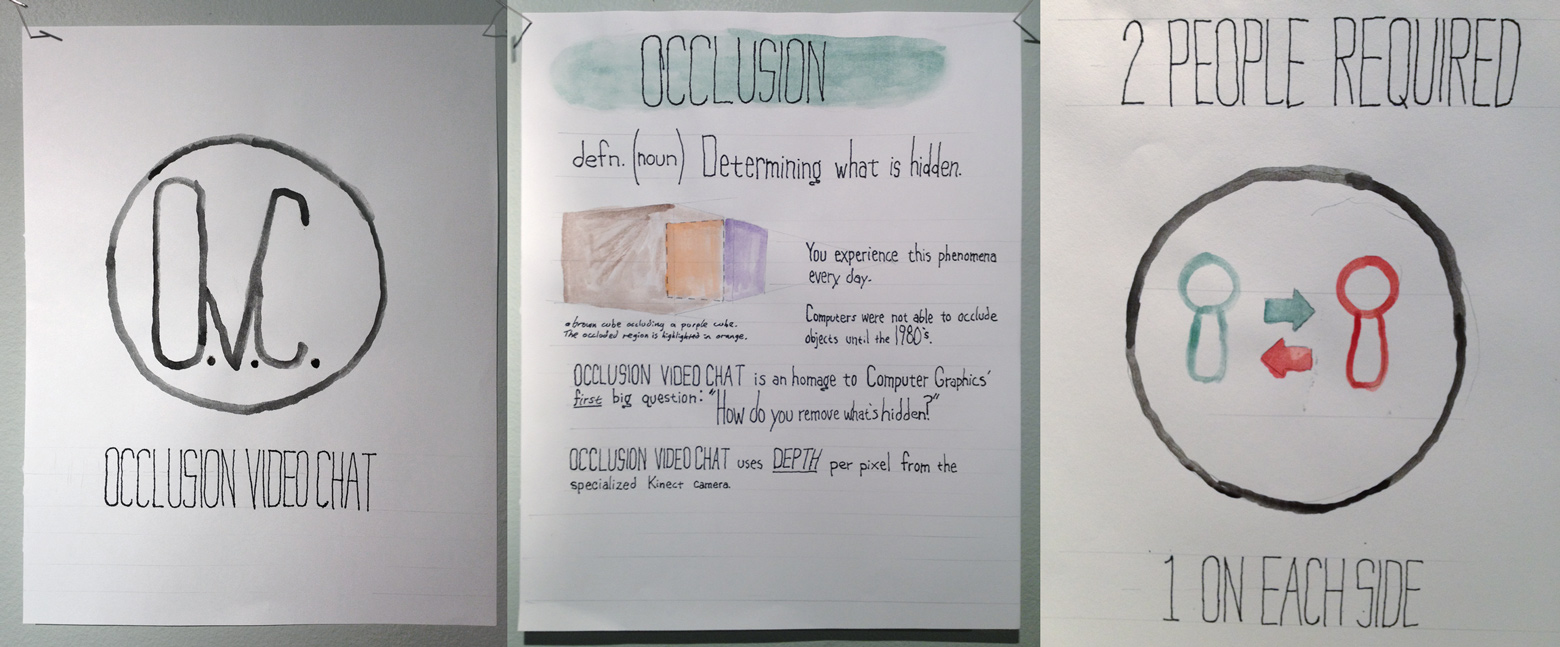 O.V.C.
OCCLUSION VIDEO CHAT
OCCLUSION
defn. (noun) Determining what is hidden.
You experience this phenomena
every day.
Computers were not able to occlude
objects until the 1980's.
a brown cube occluding a purple cube.
The occluded region is highlighted in orange.
OCCLUSION VIDEO CHAT is an homage to Computer Graphics'
first big question: "How do you remove what's hidden?"
OCCLUSION VIDEO CHAT uses DEPTH per pixel from the
specialized Kinect camera.
2 PEOPLE REQUIRED
1 ON EACH SIDE